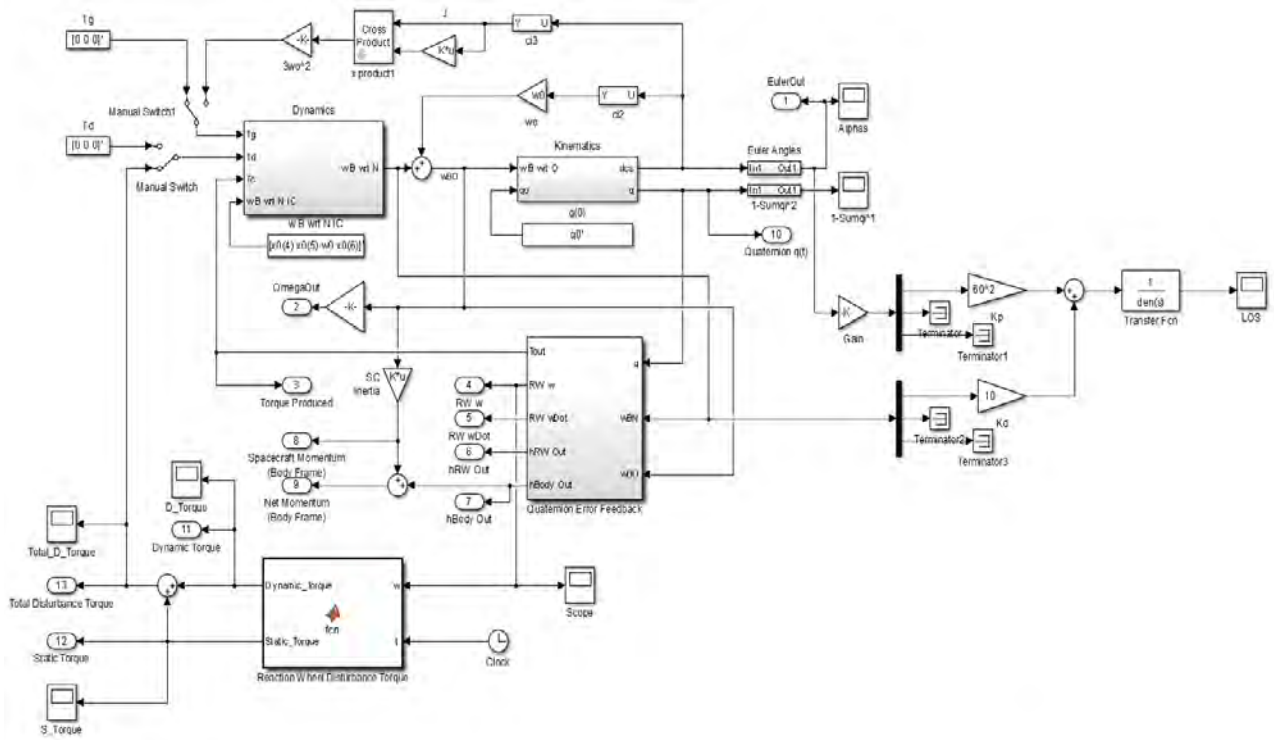 Tg
[0 0 0]'
-K-
3wo^2
Cross
Product
x product1
J
K*u
Y U
ci3
Manual Switch1
Td
[0 0 0]'
Manual Switch
Dynamics
Tg
Td
Tc
wB wrt N IC
wB wrt N
w B wrt N IC
[x0(4) x0(5)-w0 x0(6)]'
w0
wo
Y U
ci2
wBO
Kinematics
wB wrt O
q0
dcs
q
q(0)
q0'
EulerOut
1
Alphas
Euler Angles
In1 Out1
In1 Out1
1-Sumqi^2
1-Sumqi^1
10
Quaternion q(t)
OmegaOut
2
-K-
SC
Inertia
K*u
3
Torque Produced
8
Spacecraft Momentum
(Body Frame)
9
Net Momentum
(Body Frame)
Tout
RW w
RW wDot
hRW Out
hBody Out
q
wBN
wBO
Quaternion Error Feedback
4
RW w
5
RW wDot
6
hRW Out
7
hBody Out
-K-
Gain
60^2
Kp
Terminator
Terminator1
10
Kd
Terminator2
Terminator3
1
den(s)
Transfer Fcn
LOS
D_Torque
11
Dynamic Torque
Total_D_Torque
13
Total Disturbance Torque
12
Static Torque
S_Torque
Dynamic_Torque
Static_Torque
fcn
w
t
Reaction Wheel Disturbance Torque
Scope
Clock